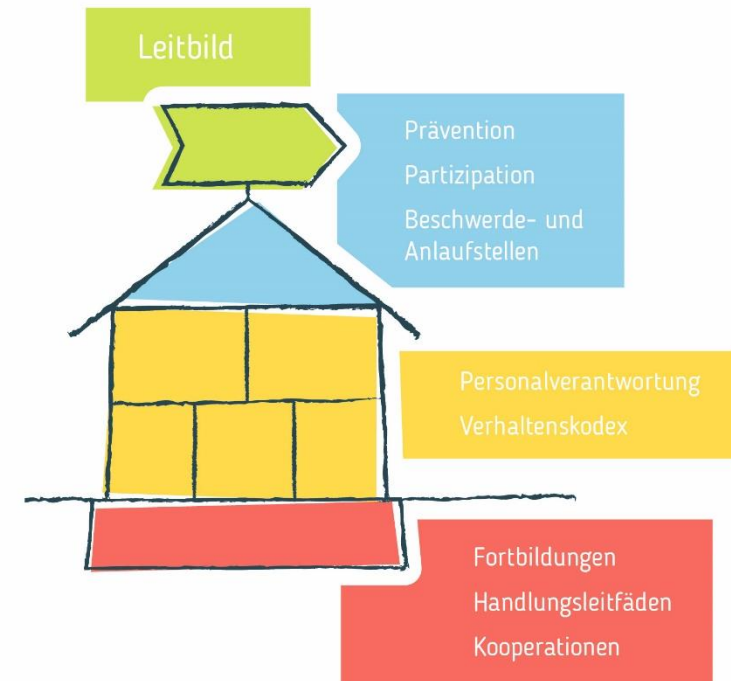 Leitbild
Prävention
Partizipation
Beschwerde- und
Anlaufstellen
Personalverantwortung
Verhaltenskodex
Fortbildungen
Handlungsleitfäden
Kooperationen